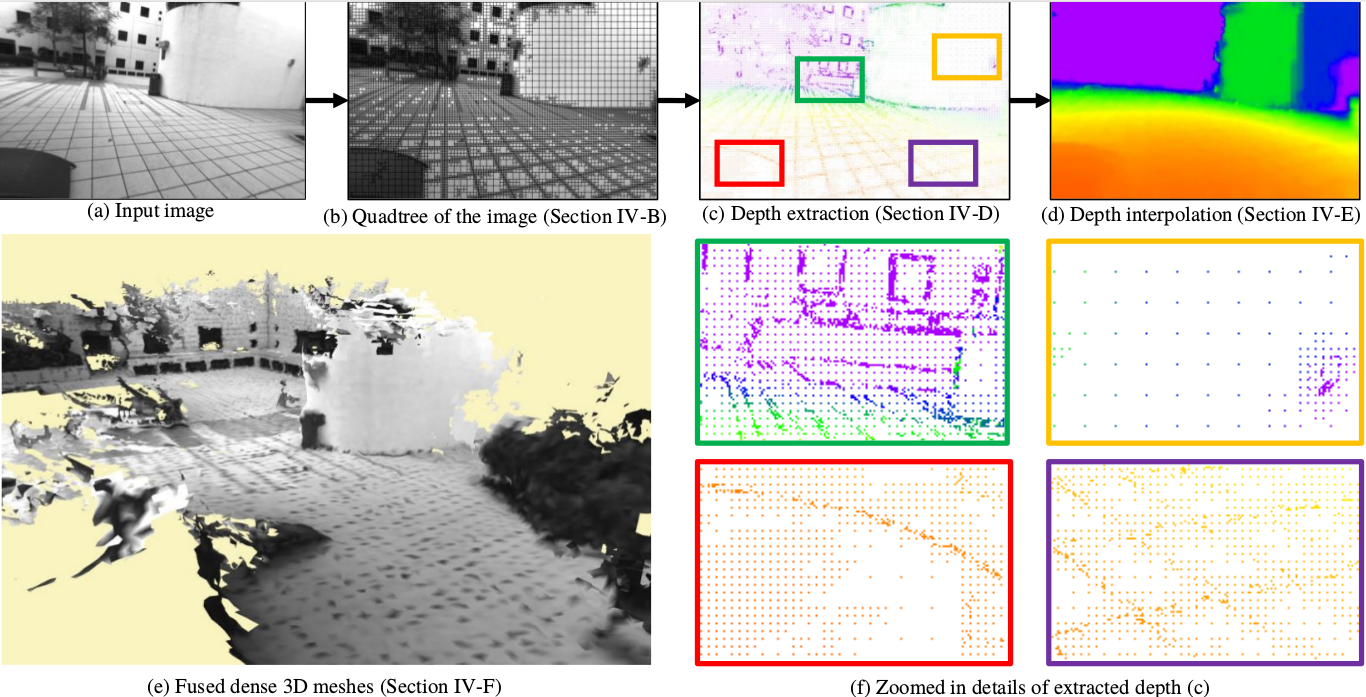 (a) Input image
(b) Quadtree of the image (Section IV-B)
(c) Depth extraction (Section IV-D)
(d) Depth interpolation (Section IV-E)
(e) Fused dense 3D meshes (Section IV-F)
(f) Zoomed in details of extracted depth (c)